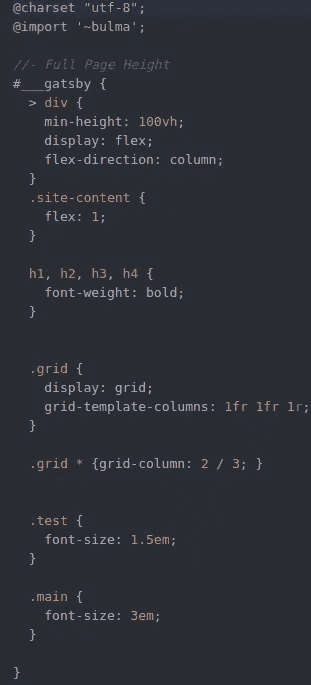 @charset "utf-8";
@import '~bulma';
//- Full Page Height
#___gatsby {
> div {
min-height: 100vh;
display: flex;
flex-direction: column;
}
.site-content {
flex: 1;
}
h1, h2, h3, h4 {
font-weight: bold;
}
.grid {
display: grid;
grid-template-columns: 1fr 1fr 1r;
}
.grid * {grid-column: 2 / 3; }
.test {
font-size: 1.5em;
}
.main {
font-size: 3em;
}
}